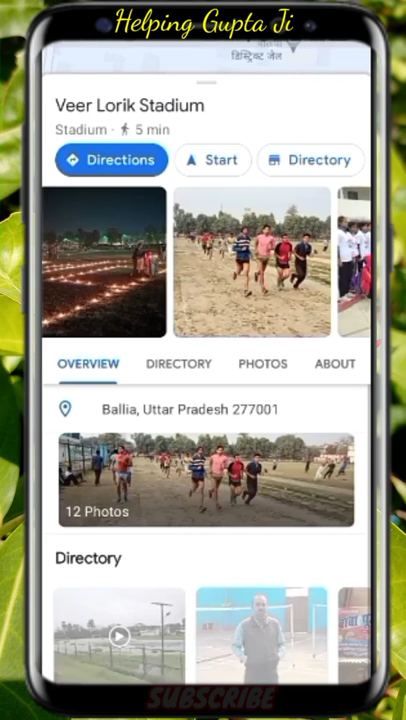 Helping Gupta Ji
डिस्ट्रिक्ट जेल
Veer Lorik Stadium
Stadium · 5 min
Directions
Start
Directory
OVERVIEW
DIRECTORY
PHOTOS
ABOUT
Ballia, Uttar Pradesh 277001
12 Photos
Directory
SUBSCRIBE